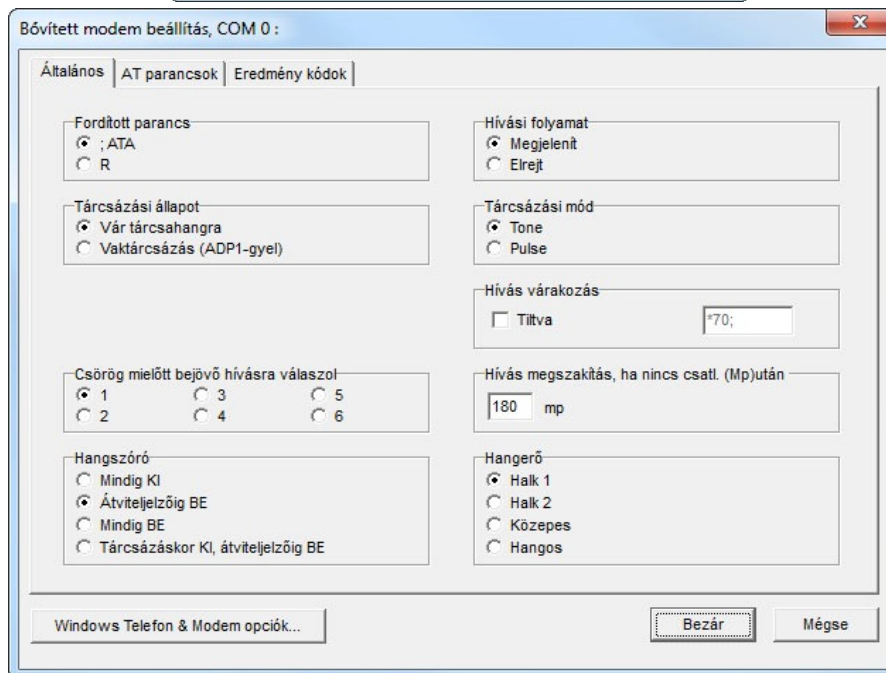 Bővített modem beállítás, COM 0 :
Általános AT parancsok Eredmény kódok
Fordított parancs
; ATA
R
Hívási folyamat
Megjelenít
Elrejt
Tárcsázási állapot
Vár tárcsahangra
Vaktárcsázás (ADP1-gyel)
Tárcsázási mód
Tone
Pulse
Hívás várakozás
Tiltva *70;
Csörög mielőtt bejövő hívásra válaszol
1 3 5
2 4 6
Hívás megszakítás, ha nincs csatl. (Mp)után
180 mp
Hangszóró
Mindig KI
Átviteljelzőig BE
Mindig BE
Tárcsázáskor KI, átviteljelzőig BE
Hangerő
Halk 1
Halk 2
Közepes
Hangos
Windows Telefon & Modem opciók... Bezár Mégse